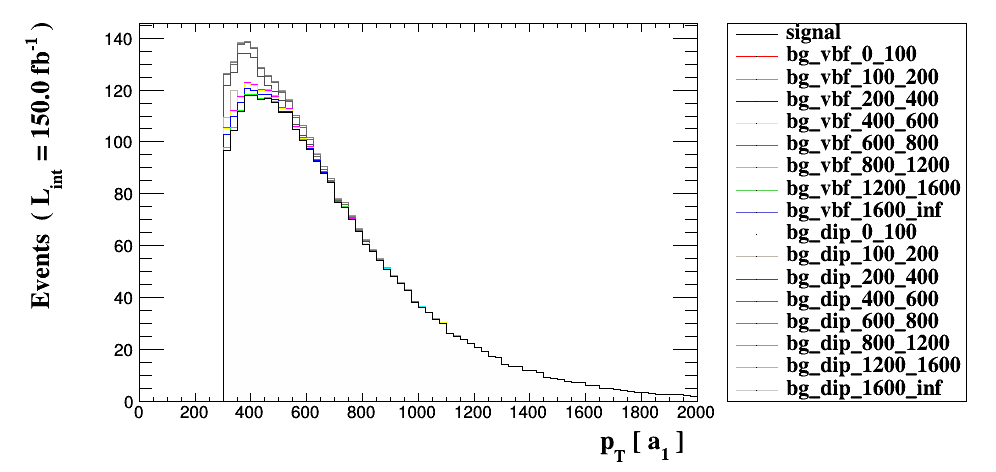 Events ( L_int = 150.0 fb^-1 )
140
120
100
80
60
40
20
0
0 200 400 600 800 1000 1200 1400 1600 1800 2000
p_T [ a_1 ]
signal
bg_vbf_0_100
bg_vbf_100_200
bg_vbf_200_400
bg_vbf_400_600
bg_vbf_600_800
bg_vbf_800_1200
bg_vbf_1200_1600
bg_vbf_1600_inf
bg_dip_0_100
bg_dip_100_200
bg_dip_200_400
bg_dip_400_600
bg_dip_600_800
bg_dip_800_1200
bg_dip_1200_1600
bg_dip_1600_inf